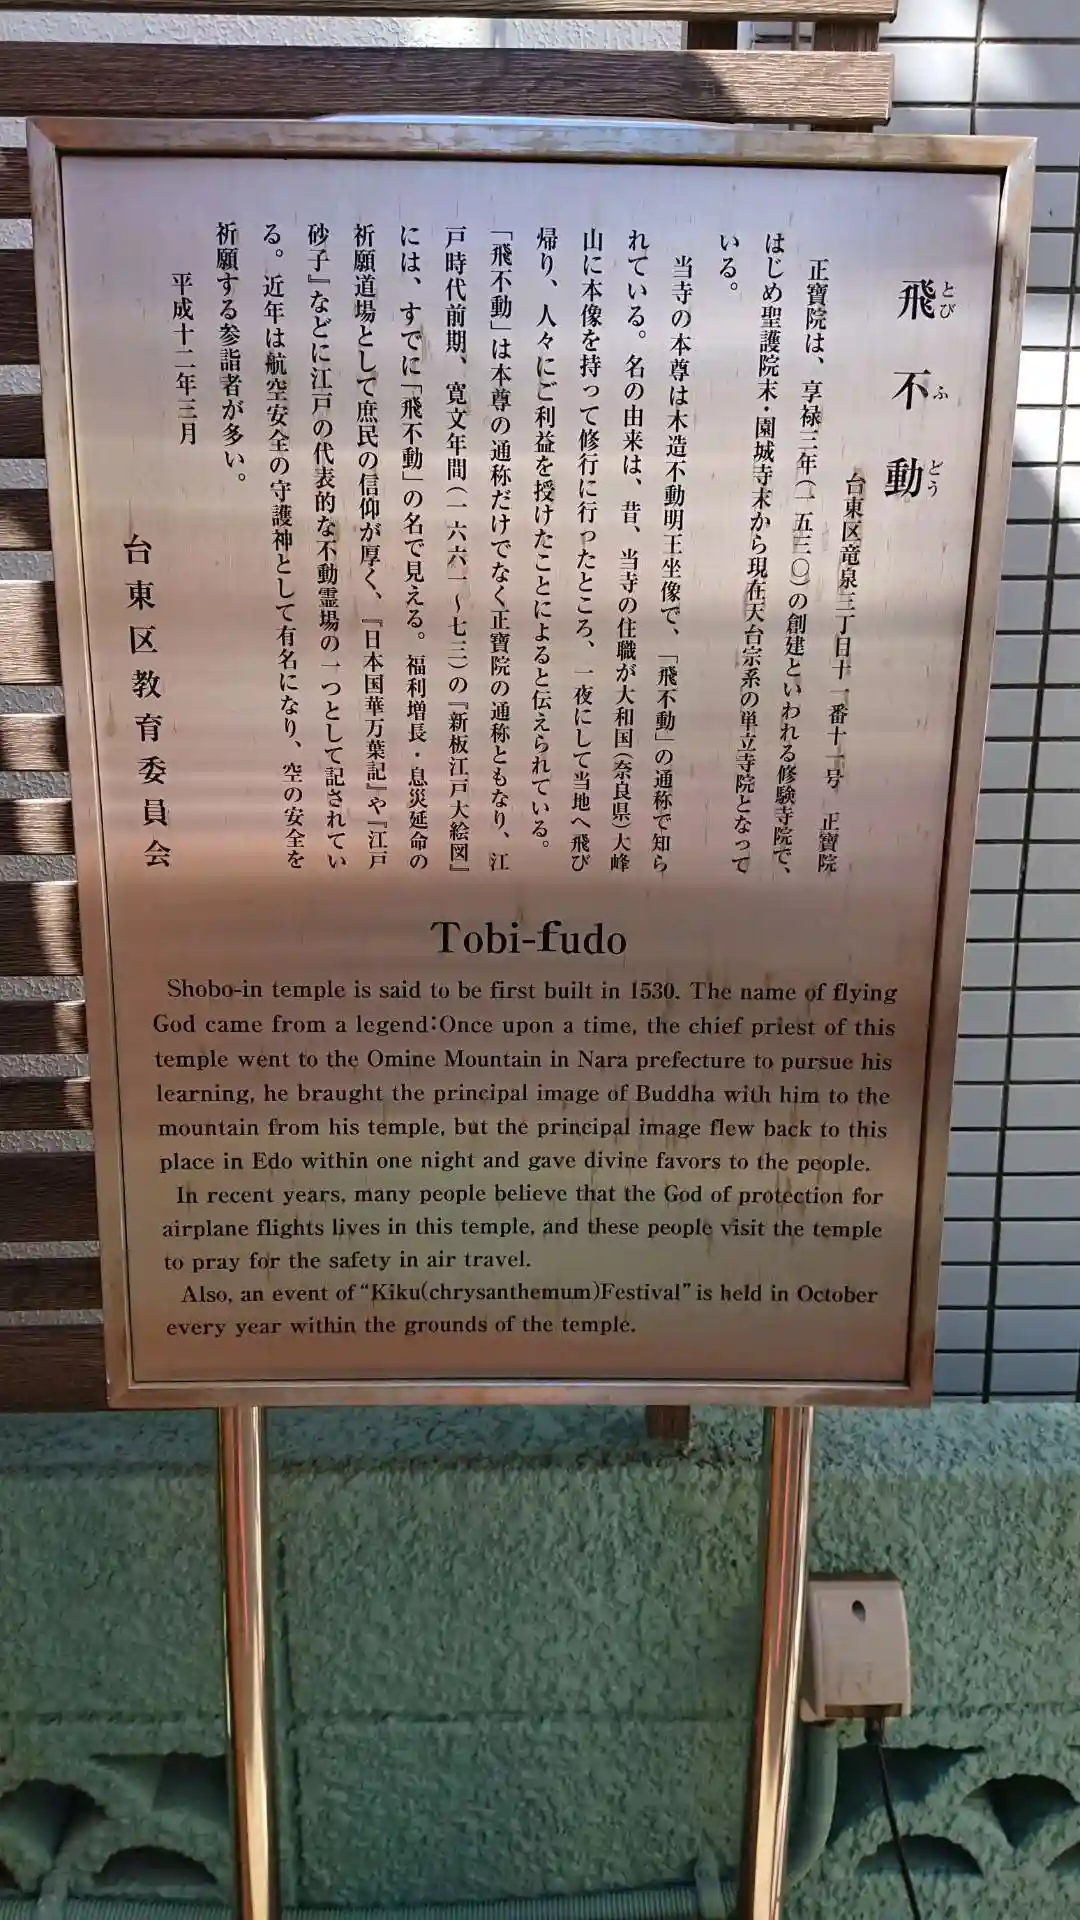 飛不動
とびふどう
台東区竜泉三丁目十一番十一号　正寶院
正寶院は、享禄三年（一五三〇）の創建といわれる修験寺院で、
はじめ聖護院末・園城寺末から現在天台宗系の単立寺院となって
いる。
当寺の本尊は木造不動明王坐像で、「飛不動」の通称で知ら
れている。名の由来は、昔、当寺の住職が大和国（奈良県）大峰
山に本像を持って修行に行ったところ、一夜にして当地へ飛び
帰り、人々にご利益を授けたことによると伝えられている。
「飛不動」は本尊の通称だけでなく正寶院の通称ともなり、江
戸時代前期、寛文年間（一六六一～七三）の『新板江戸大絵図』
には、すでに「飛不動」の名で見える。福利増長・息災延命の
祈願道場として庶民の信仰が厚く、『日本国華万葉記』や『江戸
砂子』などに江戸の代表的な不動霊場の一つとして記されてい
る。近年は航空安全の守護神として有名になり、空の安全を
祈願する参詣者が多い。
平成十二年三月
台東区教育委員会
Tobi-fudo
Shobo-in temple is said to be first built in 1530. The name of flying
God came from a legend:Once upon a time, the chief priest of this
temple went to the Omine Mountain in Nara prefecture to pursue his
learning, he braught the principal image of Buddha with him to the
mountain from his temple, but the principal image flew back to this
place in Edo within one night and gave divine favors to the people.
In recent years, many people believe that the God of protection for
airplane flights lives in this temple, and these people visit the temple
to pray for the safety in air travel.
Also, an event of “Kiku(chrysanthemum)Festival” is held in October
every year within the grounds of the temple.